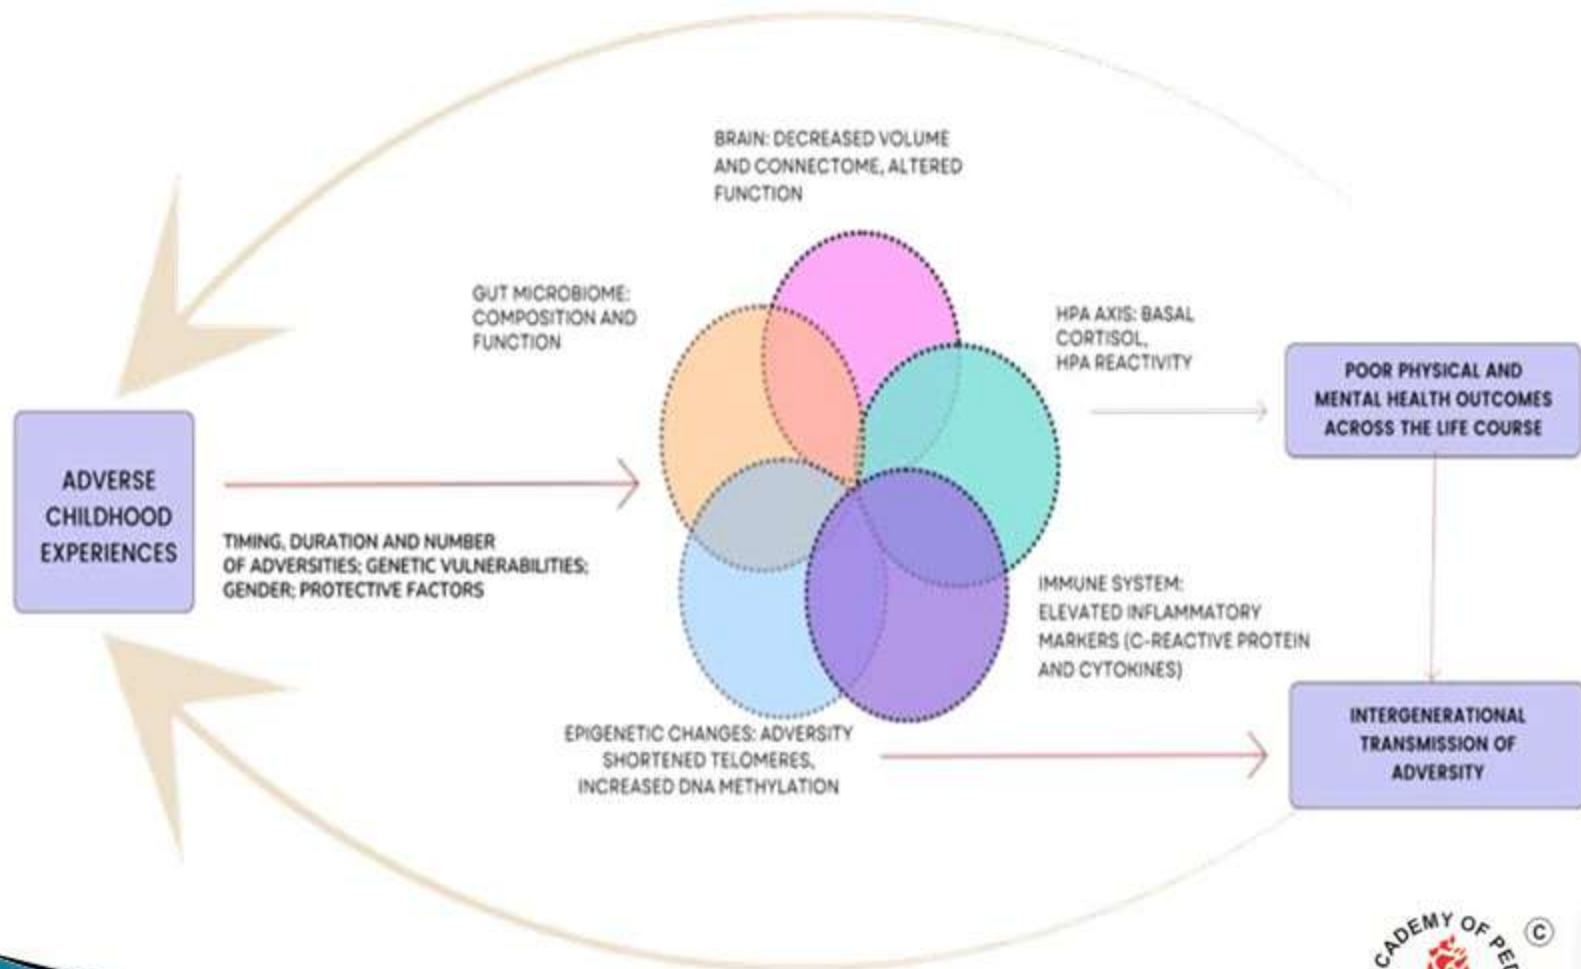 BRAIN: DECREASED VOLUME
AND CONNECTOME, ALTERED
FUNCTION
GUT MICROBIOME:
COMPOSITION AND
FUNCTION
HPA AXIS: BASAL
CORTISOL,
HPA REACTIVITY
POOR PHYSICAL AND
MENTAL HEALTH OUTCOMES
ACROSS THE LIFE COURSE
ADVERSE
CHILDHOOD
EXPERIENCES
TIMING, DURATION AND NUMBER
OF ADVERSITIES; GENETIC VULNERABILITIES;
GENDER; PROTECTIVE FACTORS
IMMUNE SYSTEM:
ELEVATED INFLAMMATORY
MARKERS (C-REACTIVE PROTEIN
AND CYTOKINES)
EPIGENETIC CHANGES: ADVERSITY
SHORTENED TELOMERES,
INCREASED DNA METHYLATION
INTERGENERATIONAL
TRANSMISSION OF
ADVERSITY
CADEMY OF PE
©